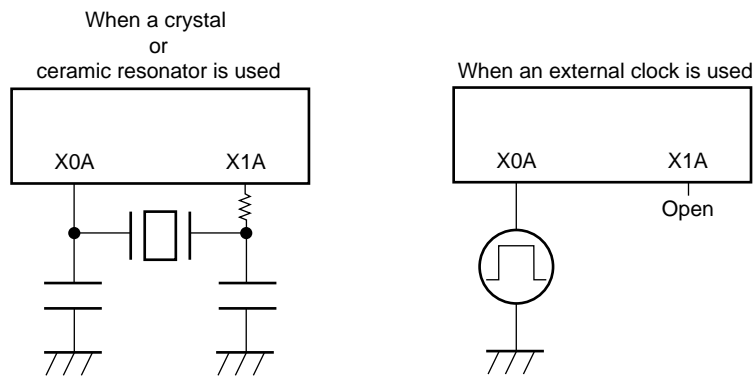 When a crystal
or
ceramic resonator is used
X0A
X1A
When an external clock is used
X0A
X1A
Open